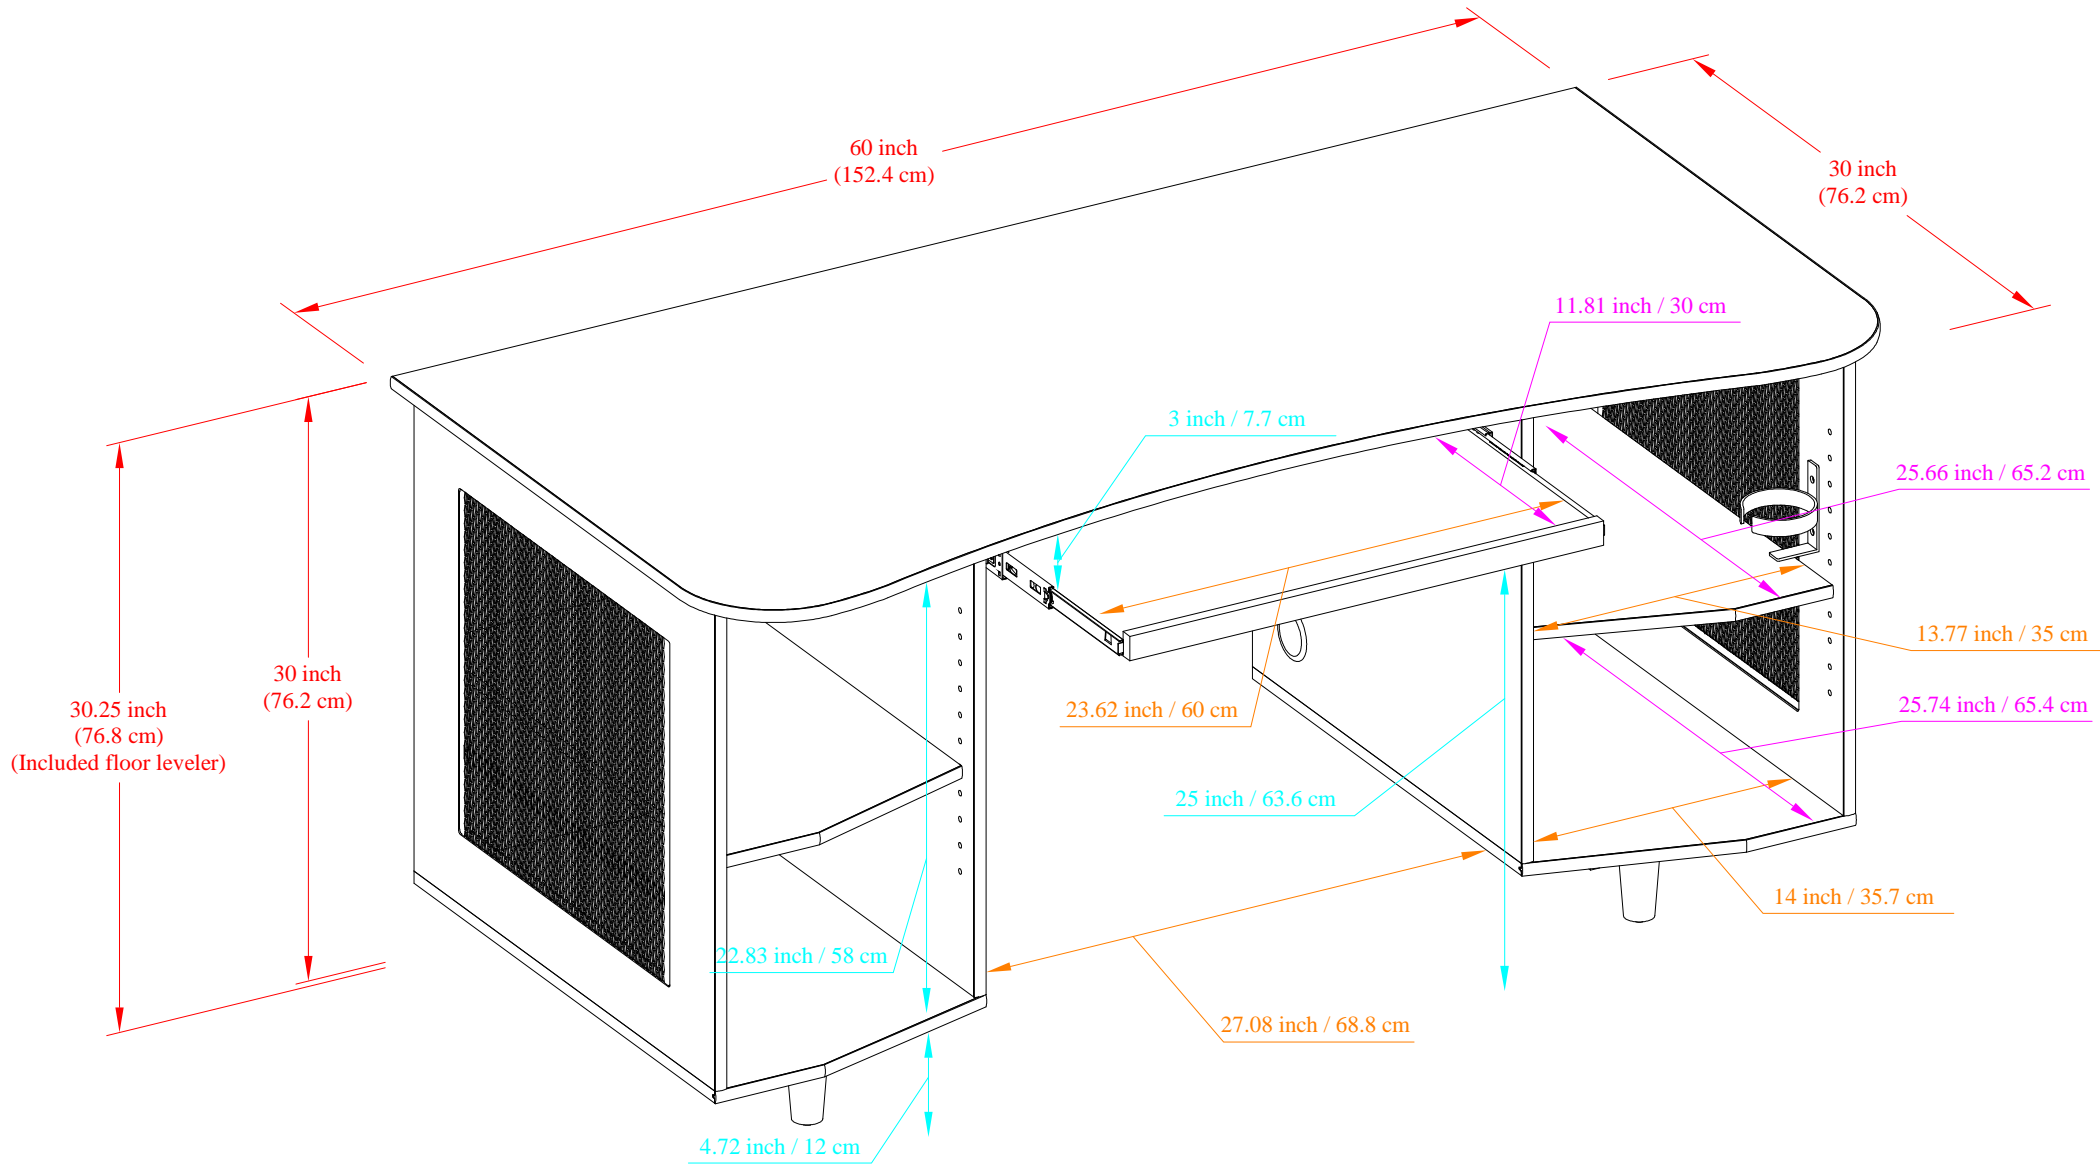 60 inch
(152.4 cm)
30 inch
(76.2 cm)
11.81 inch / 30 cm
3 inch / 7.7 cm
25.66 inch / 65.2 cm
13.77 inch / 35 cm
30 inch
(76.2 cm)
30.25 inch
(76.8 cm)
(Included floor leveler)
23.62 inch / 60 cm
25.74 inch / 65.4 cm
25 inch / 63.6 cm
14 inch / 35.7 cm
22.83 inch / 58 cm
27.08 inch / 68.8 cm
4.72 inch / 12 cm